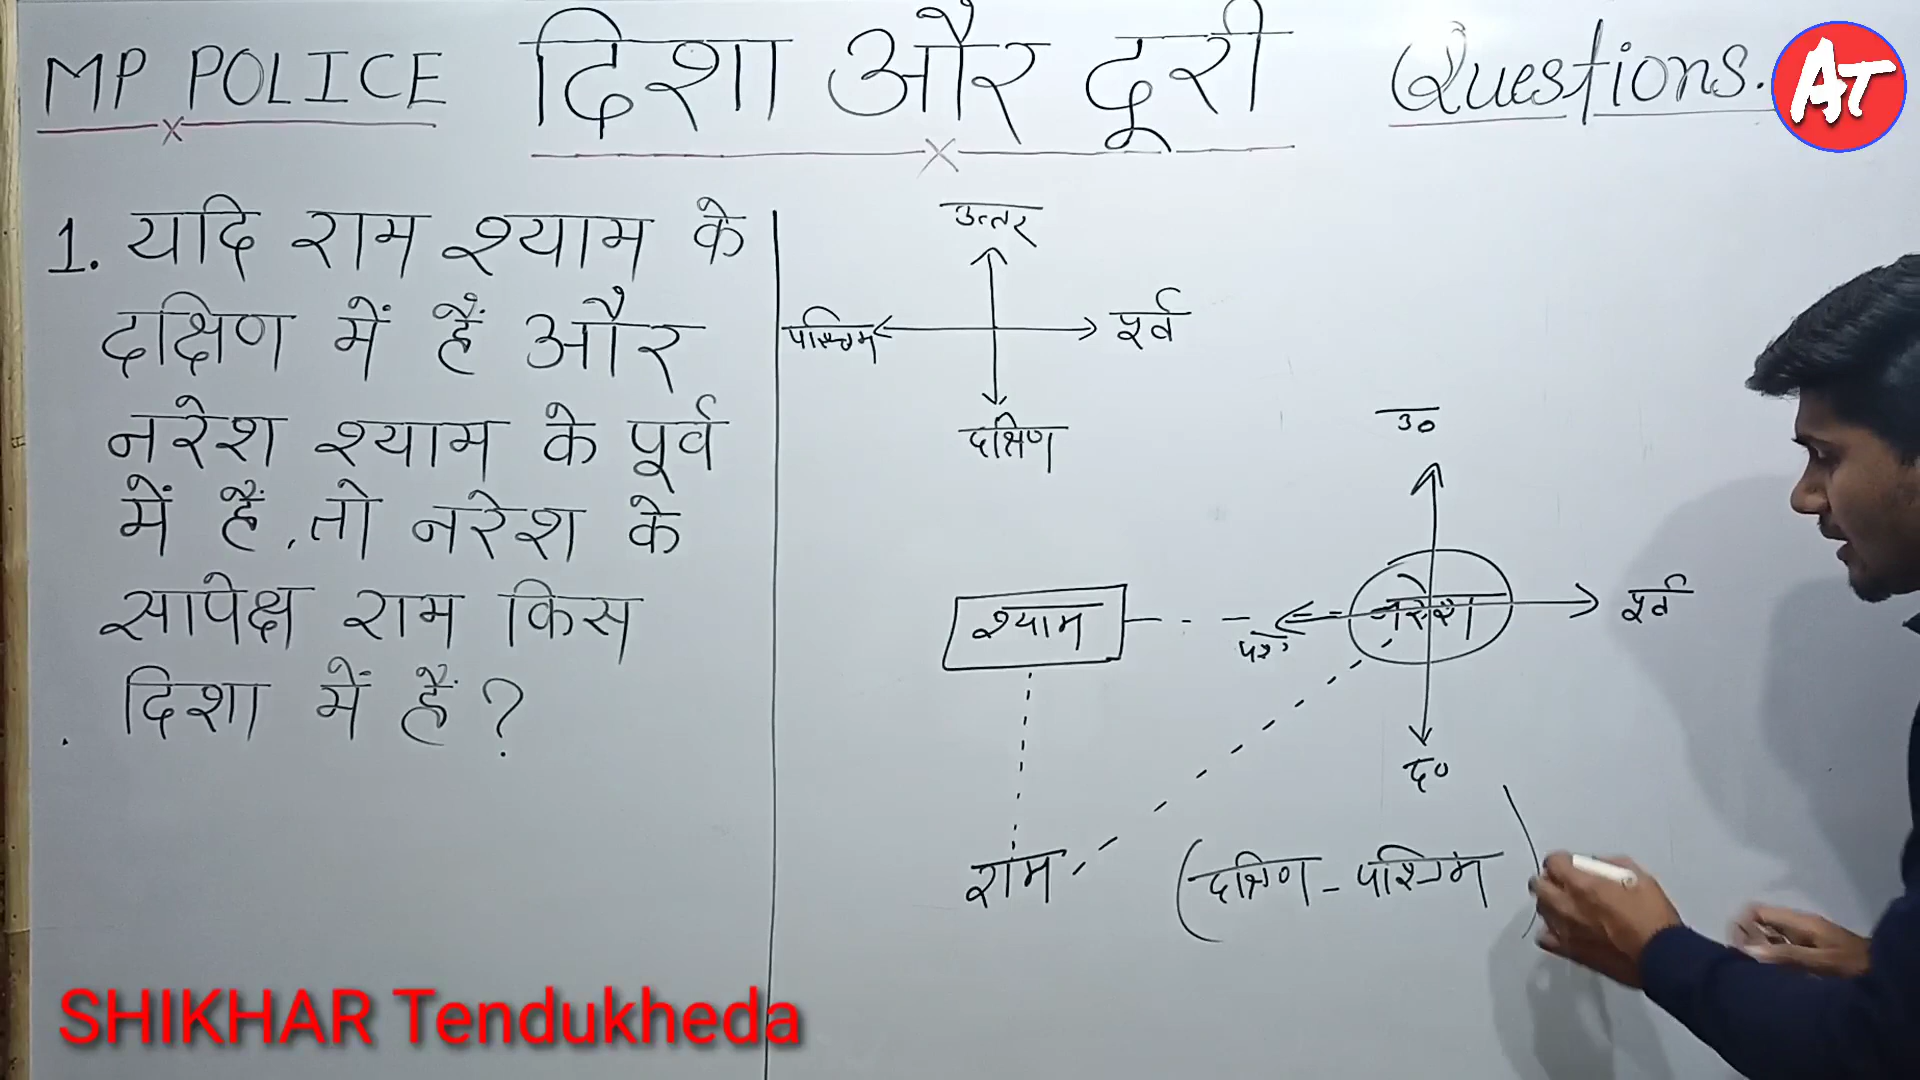 MP POLICE दिशा और दूरी Questions.
AT
1. यदि राम श्याम के
दक्षिण में हैं और
नरेश श्याम के पूर्व
में हैं, तो नरेश के
सापेक्ष राम किस
दिशा में हैं?
उत्तर
पश्चिम
पूर्व
दक्षिण
उ०
श्याम
नरेश
पूर्व
पश
द०
राम
(दक्षिण - पश्चिम)
SHIKHAR Tendukheda